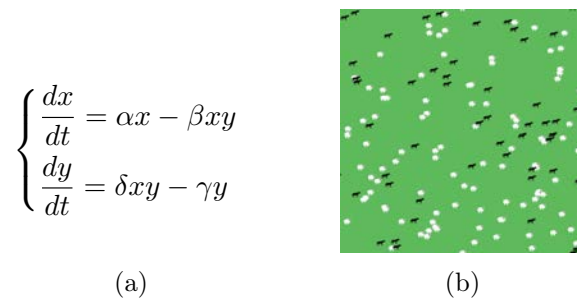 dx/dt = αx − βxy
dy/dt = δxy − γy
(a) (b)